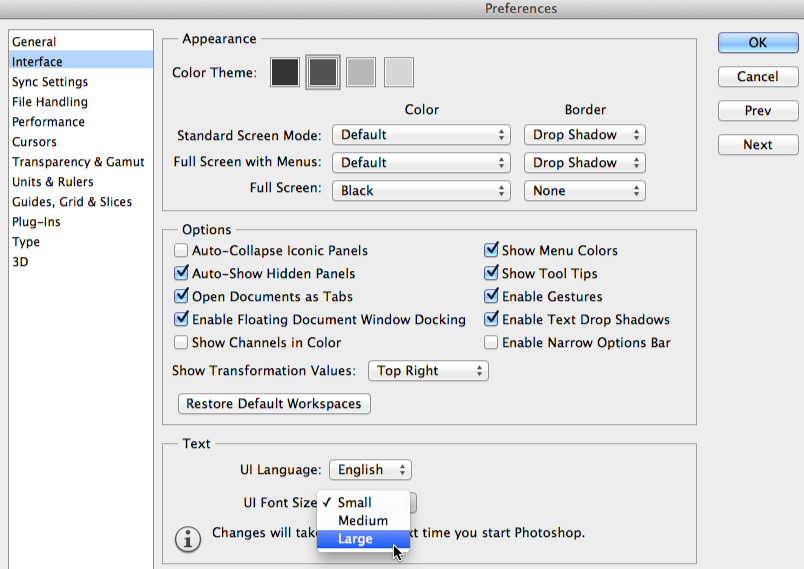 Preferences
General
Interface
Sync Settings
File Handling
Performance
Cursors
Transparency & Gamut
Units & Rulers
Guides, Grid & Slices
Plug-Ins
Type
3D
Appearance
Color Theme:
Color Border
Standard Screen Mode: Default Drop Shadow
Full Screen with Menus: Default Drop Shadow
Full Screen: Black None
Options
Auto-Collapse Iconic Panels
Auto-Show Hidden Panels
Open Documents as Tabs
Enable Floating Document Window Docking
Show Channels in Color
Show Menu Colors
Show Tool Tips
Enable Gestures
Enable Text Drop Shadows
Enable Narrow Options Bar
Show Transformation Values: Top Right
Restore Default Workspaces
Text
UI Language: English
UI Font Size
✓ Small
Medium
Large
Changes will take xt time you start Photoshop.
OK
Cancel
Prev
Next